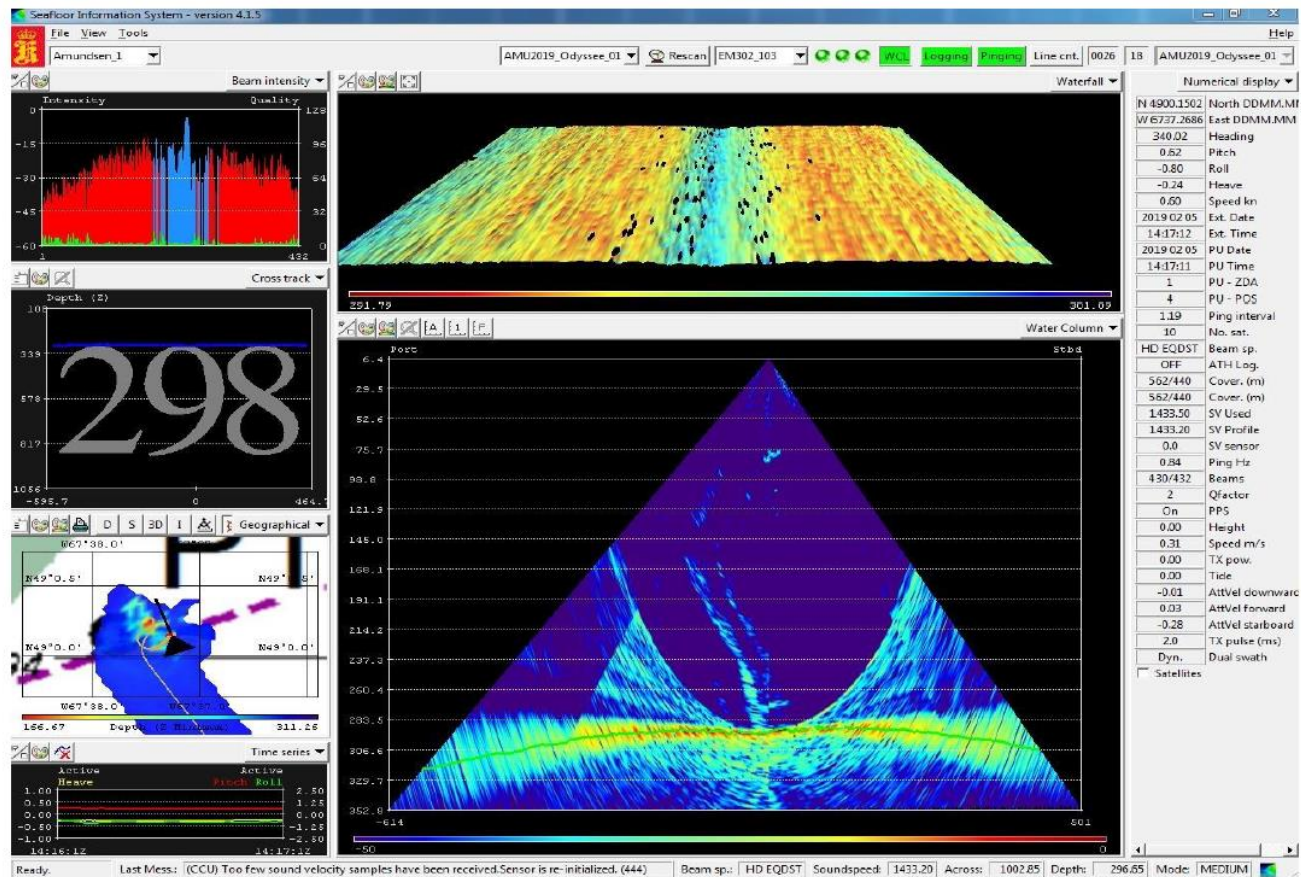 Seafloor Information System - version 4.1.5
File View Tools Help
Amundsen_1 AMU2019_Odyssee_01 Rescan EM302_103 WCL Logging Pinging Line cnt. 0026 18 AMU2019_Odyssee_01
Beam intensity
Intensity Quality
0 128
-15 96
-30 64
-45 32
-60 0
1 432
Cross track
Depth (Z)
108
339
578
817
1056
298
0
D S 3D I Geographical
W67°38.0'
N49°0.5'
N49°0.0' N49°0.0'
W67°38.0' W67°37.0'
166.67 311.26
Time series
Active Active
Heave Pitch Roll
1.00 2.50
0.50 1.25
0.00 0.00
-0.50 -1.25
-1.00 -2.50
Waterfall
291.79 301.09
A 1 F Water Column
Port Stbd
6.4
29.5
52.6
75.7
98.8
121.9
145.0
168.1
191.1
214.2
237.3
260.4
283.5
306.6
329.7
352.8
-614 501
-50 0
Numerical display
N 4900.1502 North DDMM.MI
W 6737.2686 East DDMM.MM
340.02 Heading
0.62 Pitch
-0.80 Roll
-0.24 Heave
0.60 Speed kn
2019 02 05 Ext. Date
14:17:12 Ext. Time
2019 02 05 PU Date
14:17:11 PU Time
1 PU - ZDA
4 PU - POS
1.19 Ping interval
10 No. sat.
HD EQDST Beam sp.
OFF ATH Log.
562/440 Cover. (m)
562/440 Cover. (m)
1433.50 SV Used
1433.20 SV Profile
0.0 SV sensor
0.84 Ping Hz
430/432 Beams
2 Qfactor
On PPS
0.00 Height
0.31 Speed m/s
0.00 TX pow.
0.00 Tide
-0.01 AttVel downward
0.03 AttVel forward
-0.28 AttVel starboard
2.0 TX pulse (ms)
Dyn. Dual swath
Satellites
Ready. Last Mess.: (CCU) Too few sound velocity samples have been received.Sensor is re-initialized. (444) Beam sp.: HD EQDST Soundspeed: 1433.20 Across: 1002.85 Depth: 296.65 Mode: MEDIUM